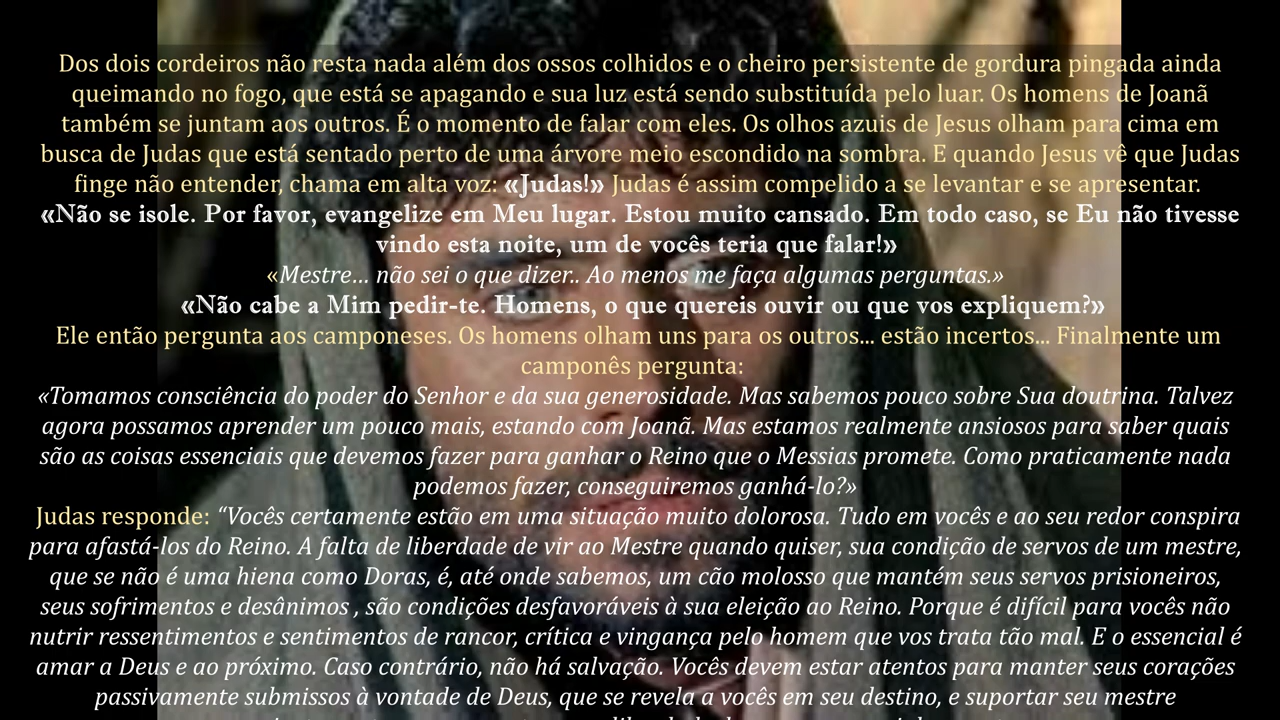 Dos dois cordeiros não resta nada além dos ossos colhidos e o cheiro persistente de gordura pingada ainda
queimando no fogo, que está se apagando e sua luz está sendo substituída pelo luar. Os homens de Joanã
também se juntam aos outros. É o momento de falar com eles. Os olhos azuis de Jesus olham para cima em
busca de Judas que está sentado perto de uma árvore meio escondido na sombra. E quando Jesus vê que Judas
finge não entender, chama em alta voz: «Judas!» Judas é assim compelido a se levantar e se apresentar.
«Não se isole. Por favor, evangelize em Meu lugar. Estou muito cansado. Em todo caso, se Eu não tivesse
vindo esta noite, um de vocês teria que falar!»
«Mestre… não sei o que dizer.. Ao menos me faça algumas perguntas.»
«Não cabe a Mim pedir-te. Homens, o que quereis ouvir ou que vos expliquem?»
Ele então pergunta aos camponeses. Os homens olham uns para os outros... estão incertos... Finalmente um
camponês pergunta:
«Tomamos consciência do poder do Senhor e da sua generosidade. Mas sabemos pouco sobre Sua doutrina. Talvez
agora possamos aprender um pouco mais, estando com Joanã. Mas estamos realmente ansiosos para saber quais
são as coisas essenciais que devemos fazer para ganhar o Reino que o Messias promete. Como praticamente nada
podemos fazer, conseguiremos ganhá-lo?»
Judas responde: “Vocês certamente estão em uma situação muito dolorosa. Tudo em vocês e ao seu redor conspira
para afastá-los do Reino. A falta de liberdade de vir ao Mestre quando quiser, sua condição de servos de um mestre,
que se não é uma hiena como Doras, é, até onde sabemos, um cão molosso que mantém seus servos prisioneiros,
seus sofrimentos e desânimos , são condições desfavoráveis à sua eleição ao Reino. Porque é difícil para vocês não
nutrir ressentimentos e sentimentos de rancor, crítica e vingança pelo homem que vos trata tão mal. E o essencial é
amar a Deus e ao próximo. Caso contrário, não há salvação. Vocês devem estar atentos para manter seus corações
passivamente submissos à vontade de Deus, que se revela a vocês em seu destino, e suportar seu mestre